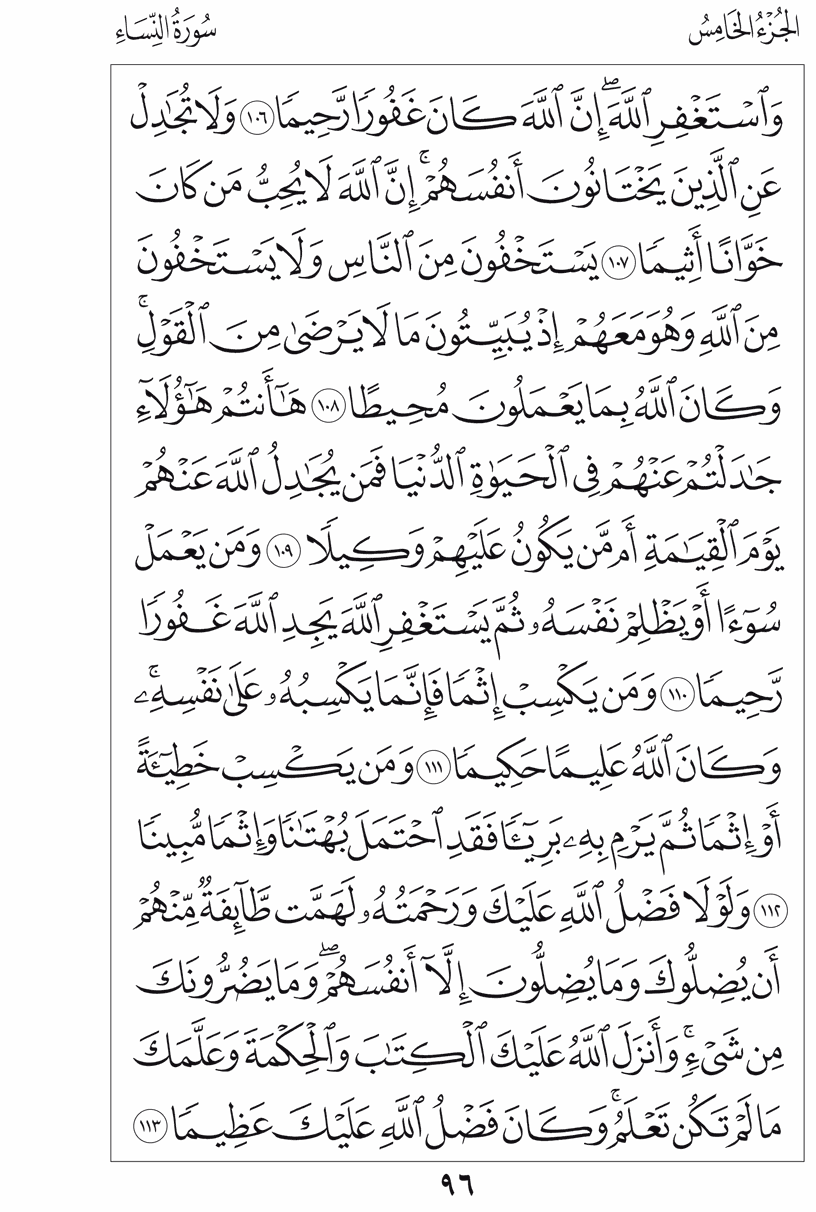 الجُزْءُ الخَامِسُ
سُورَةُ النِّسَاءِ
وَٱسْتَغْفِرِ ٱللَّهَۖ إِنَّ ٱللَّهَ كَانَ غَفُورٗا رَّحِيمٗا ١٠٦ وَلَا تُجَٰدِلْ
عَنِ ٱلَّذِينَ يَخْتَانُونَ أَنفُسَهُمْۚ إِنَّ ٱللَّهَ لَا يُحِبُّ مَن كَانَ
خَوَّانًا أَثِيمٗا ١٠٧ يَسْتَخْفُونَ مِنَ ٱلنَّاسِ وَلَا يَسْتَخْفُونَ
مِنَ ٱللَّهِ وَهُوَ مَعَهُمْ إِذْ يُبَيِّتُونَ مَا لَا يَرْضَىٰ مِنَ ٱلْقَوْلِۚ
وَكَانَ ٱللَّهُ بِمَا يَعْمَلُونَ مُحِيطًا ١٠٨ هَٰٓأَنتُمْ هَٰٓؤُلَآءِ
جَٰدَلْتُمْ عَنْهُمْ فِي ٱلْحَيَوٰةِ ٱلدُّنْيَا فَمَن يُجَٰدِلُ ٱللَّهَ عَنْهُمْ
يَوْمَ ٱلْقِيَٰمَةِ أَم مَّن يَكُونُ عَلَيْهِمْ وَكِيلٗا ١٠٩ وَمَن يَعْمَلْ
سُوٓءًا أَوْ يَظْلِمْ نَفْسَهُۥ ثُمَّ يَسْتَغْفِرِ ٱللَّهَ يَجِدِ ٱللَّهَ غَفُورٗا
رَّحِيمٗا ١١٠ وَمَن يَكْسِبْ إِثْمٗا فَإِنَّمَا يَكْسِبُهُۥ عَلَىٰ نَفْسِهِۦۚ
وَكَانَ ٱللَّهُ عَلِيمًا حَكِيمٗا ١١١ وَمَن يَكْسِبْ خَطِيٓـَٔةً
أَوْ إِثْمٗا ثُمَّ يَرْمِ بِهِۦ بَرِيٓـٔٗا فَقَدِ ٱحْتَمَلَ بُهْتَٰنٗا وَإِثْمٗا مُّبِينٗا
١١٢ وَلَوْلَا فَضْلُ ٱللَّهِ عَلَيْكَ وَرَحْمَتُهُۥ لَهَمَّت طَّآئِفَةٌ مِّنْهُمْ
أَن يُضِلُّوكَ وَمَا يُضِلُّونَ إِلَّآ أَنفُسَهُمْۖ وَمَا يَضُرُّونَكَ
مِن شَيْءٖۚ وَأَنزَلَ ٱللَّهُ عَلَيْكَ ٱلْكِتَٰبَ وَٱلْحِكْمَةَ وَعَلَّمَكَ
مَا لَمْ تَكُن تَعْلَمُۚ وَكَانَ فَضْلُ ٱللَّهِ عَلَيْكَ عَظِيمٗا ١١٣
٩٦